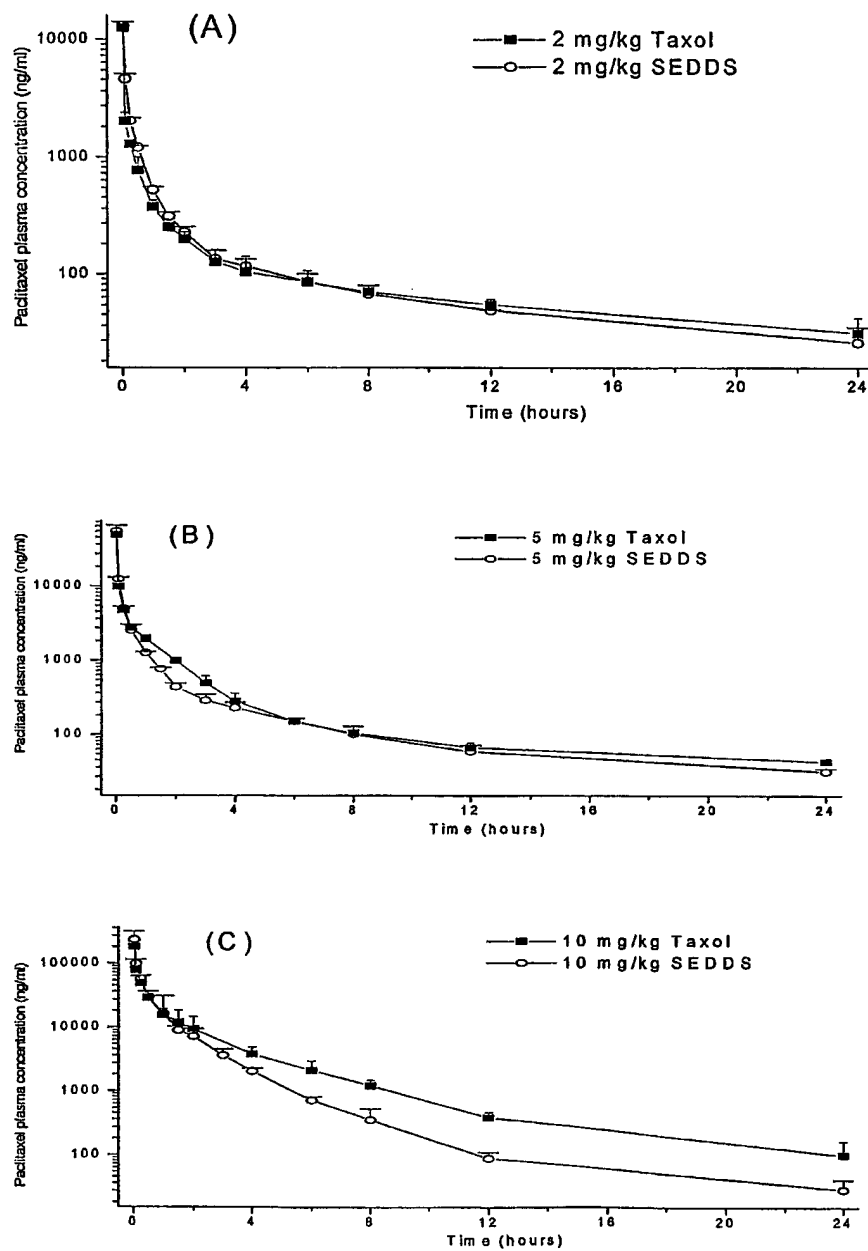 (A)
2 mg/kg Taxol
2 mg/kg SEDDS
Paclitaxel plasma concentration (ng/ml)
10000
1000
100
0 4 8 12 16 20 24
Time (hours)
(B)
5 mg/kg Taxol
5 mg/kg SEDDS
Paclitaxel plasma concentration (ng/ml)
10000
1000
100
0 4 8 12 16 20 24
Time (hours)
(C)
10 mg/kg Taxol
10 mg/kg SEDDS
Paclitaxel plasma concentration (ng/ml)
100000
10000
1000
100
0 4 8 12 16 20 24
Time (hours)